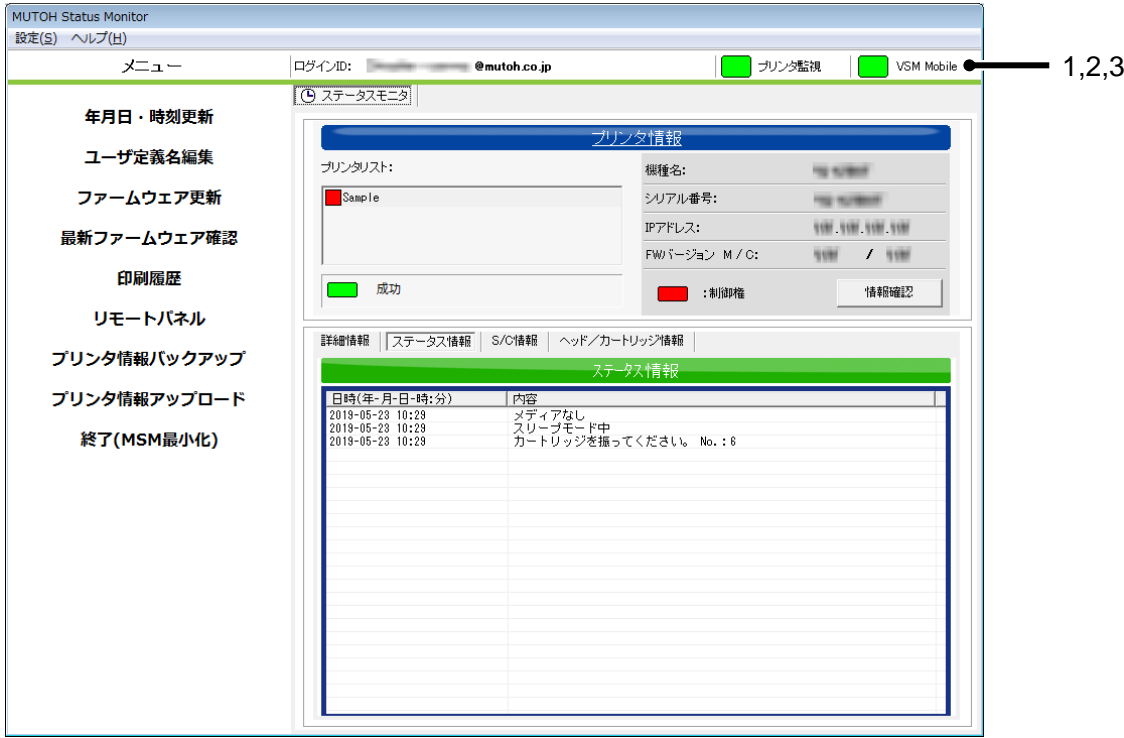 MUTOH Status Monitor
設定(S) ヘルプ(H)
メニュー
ログインID: @mutoh.co.jp
プリンタ監視
VSM Mobile
1,2,3
年月日・時刻更新
ユーザ定義名編集
ファームウェア更新
最新ファームウェア確認
印刷履歴
リモートパネル
プリンタ情報バックアップ
プリンタ情報アップロード
終了(MSM最小化)
ステータスモニタ
プリンタ情報
プリンタリスト:
Sample
成功
機種名:
シリアル番号:
IPアドレス:
FWバージョン M / C: /
:制御権
情報確認
詳細情報 ステータス情報 S/C情報 ヘッド/カートリッジ情報
ステータス情報
日時(年-月-日-時:分) 内容
2019-05-23 10:29 メディアなし
2019-05-23 10:29 スリープモード中
2019-05-23 10:29 カートリッジを振ってください。 No.:6